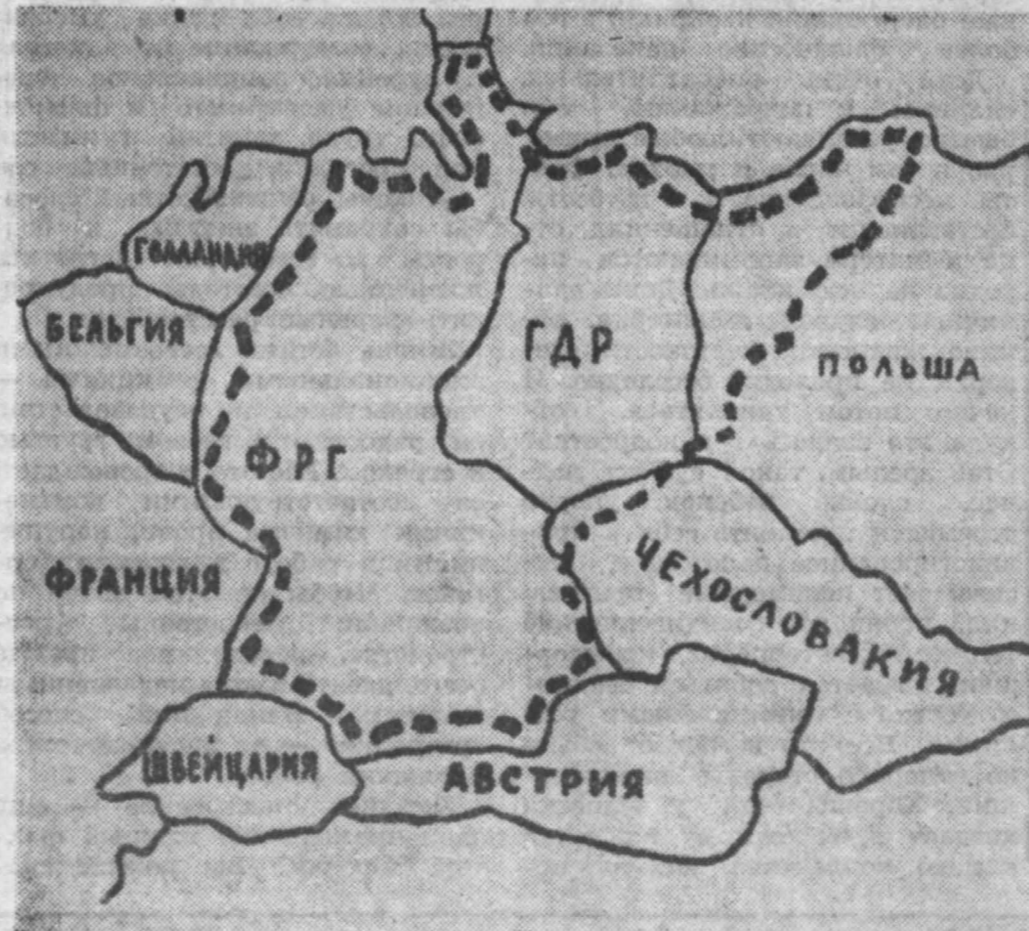 ГОЛЛАНДИЯ
БЕЛЬГИЯ
ГДР
ПОЛЬША
ФРГ
ФРАНЦИЯ
ЧЕХОСЛОВАКИЯ
ШВЕЙЦАРИЯ
АВСТРИЯ